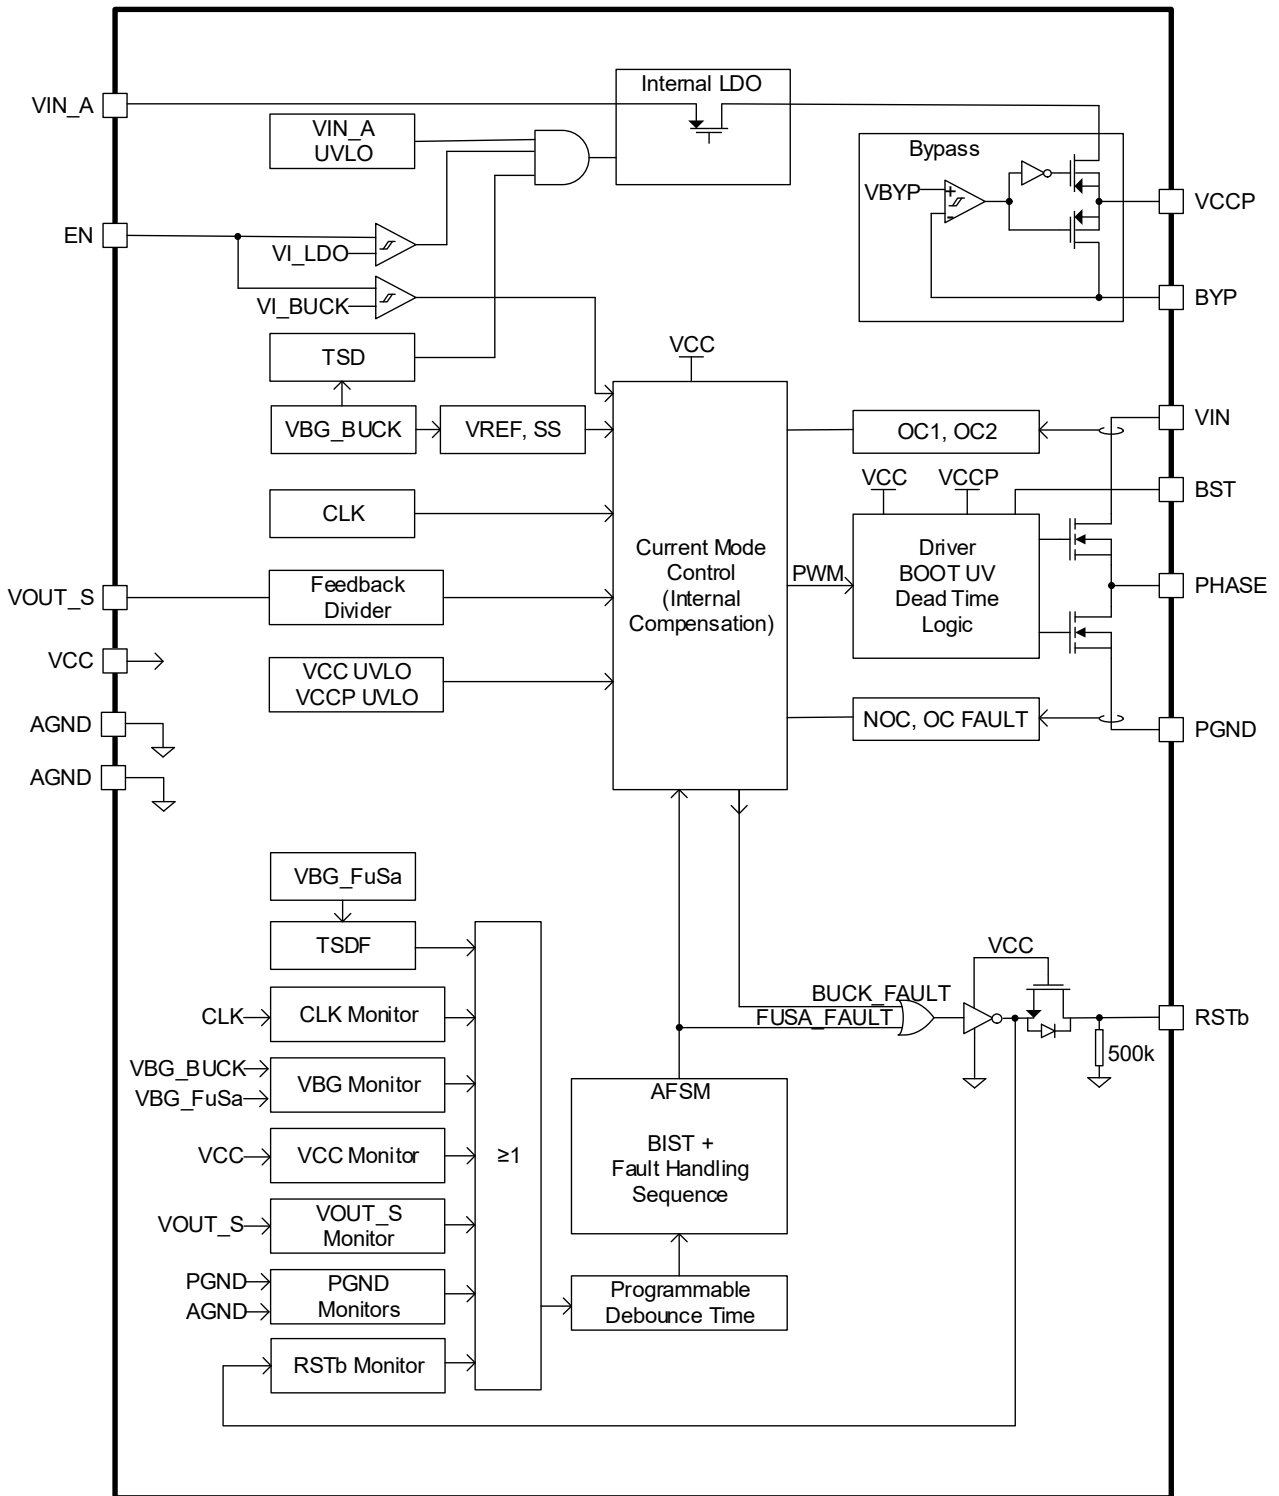 Internal LDO
VIN_A
VIN_A
UVLO
Bypass
VBYP
+
-
VCCP
EN
VI_LDO
VI_BUCK
BYP
TSD
VCC
VBG_BUCK
VREF, SS
OC1, OC2
VIN
VCC
VCCP
BST
CLK
Current Mode
Control
(Internal
Compensation)
PWM
Driver
BOOT UV
Dead Time
Logic
PHASE
VOUT_S
Feedback
Divider
VCC
VCC UVLO
VCCP UVLO
AGND
NOC, OC FAULT
PGND
AGND
VBG_FuSa
TSDF
VCC
BUCK_FAULT
FUSA_FAULT
RSTb
500k
CLK
CLK Monitor
VBG_BUCK
VBG_FuSa
VBG Monitor
AFSM
BIST +
Fault Handling
Sequence
VCC
VCC Monitor
≥1
VOUT_S
VOUT_S
Monitor
PGND
AGND
PGND
Monitors
Programmable
Debounce Time
RSTb Monitor